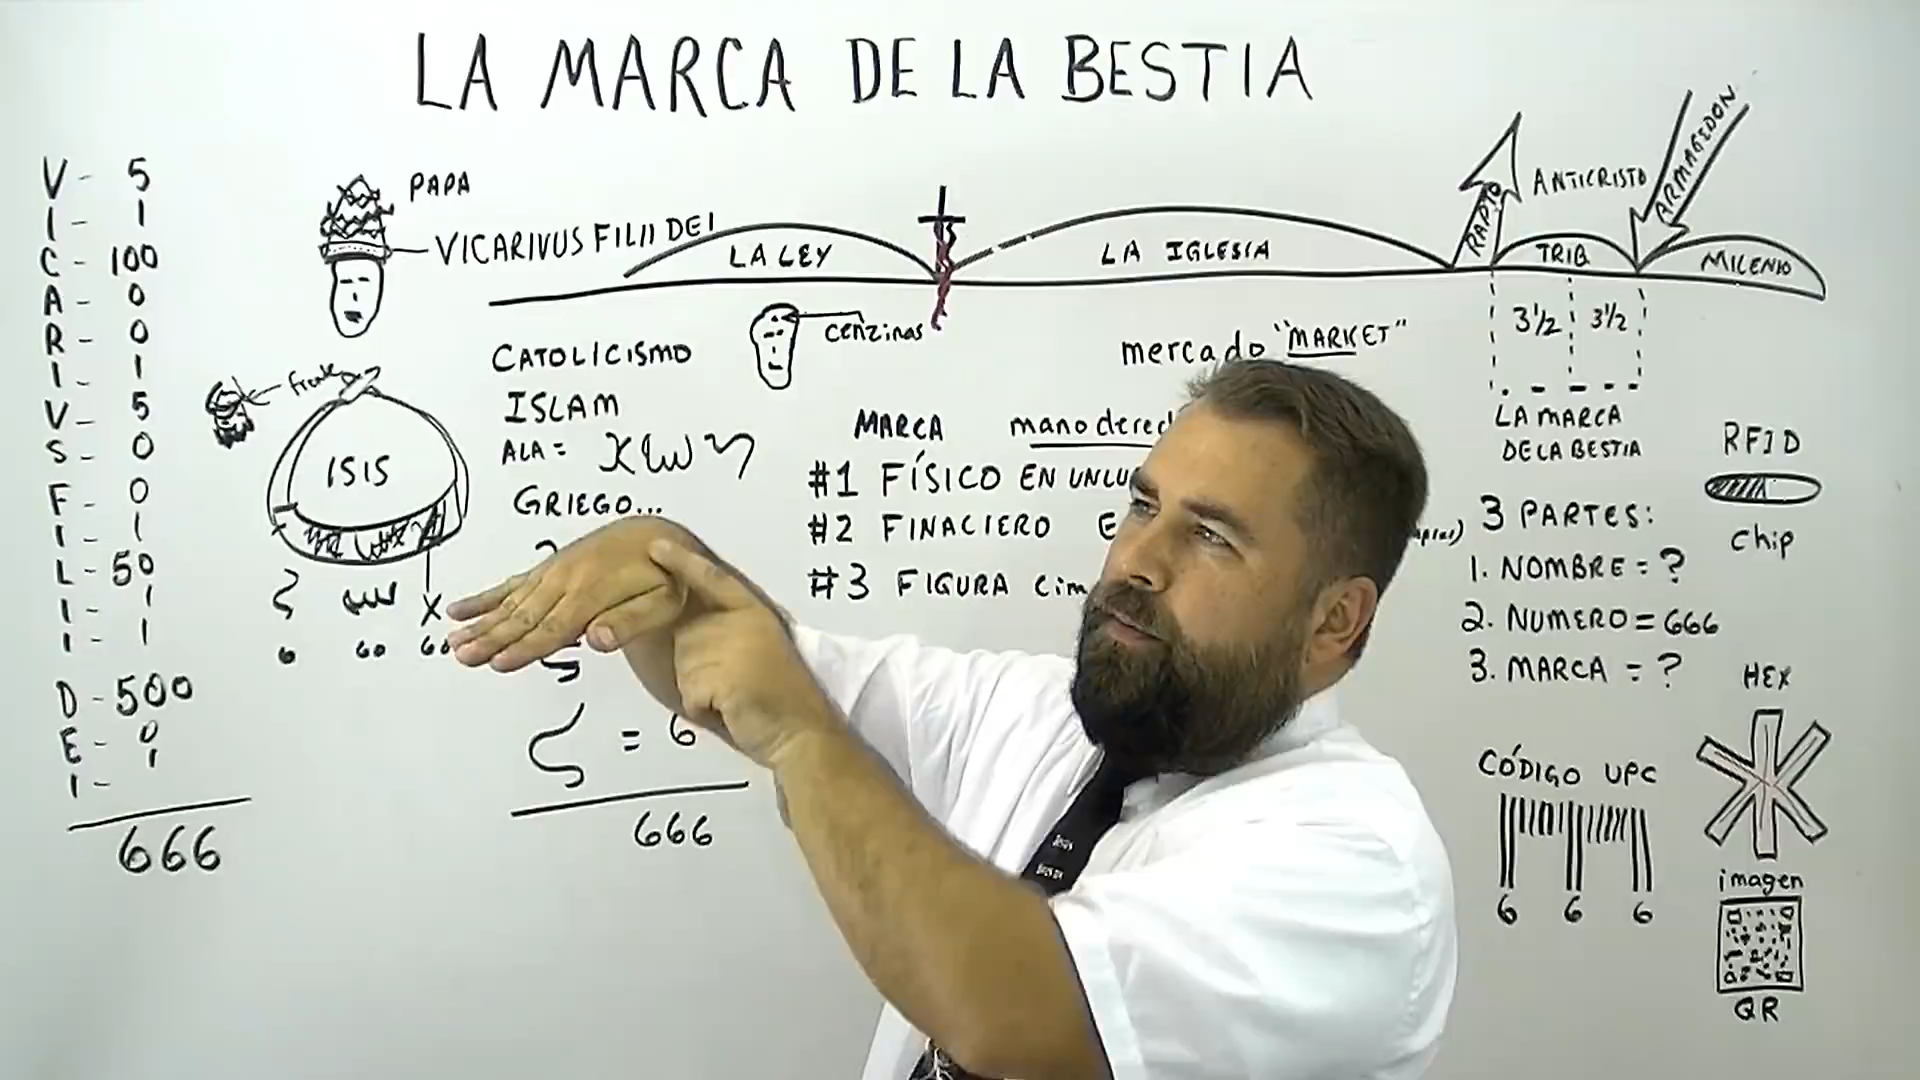 LA MARCA DE LA BESTIA
V - 5
I - 1
C - 100
A - 0
R - 0
I - 1
V - 5
S - 0
F - 0
I - 1
L - 50
I - 1
I - 1
D - 500
E - 0
I - 1
666
PAPA
VICARIVUS FILII DEI
LA LEY
LA IGLESIA
RAPTO
ANTICRISTO
ARMAGEDON
TRIB
MILENIO
3½ 3½
LA MARCA
DE LA BESTIA
frente
ISIS
X
6 60
CATOLICISMO
ISLAM
ALA =
GRIEGO...
= 6
666
cenzinas
mercado "MARKET"
MARCA
#1 FÍSICO EN UN
#2 FINACIERO
#3 FIGURA
3 PARTES:
1. NOMBRE = ?
2. NUMERO = 666
3. MARCA = ?
RFID
chip
HEX
CÓDIGO UPC
6 6 6
imagen
QR